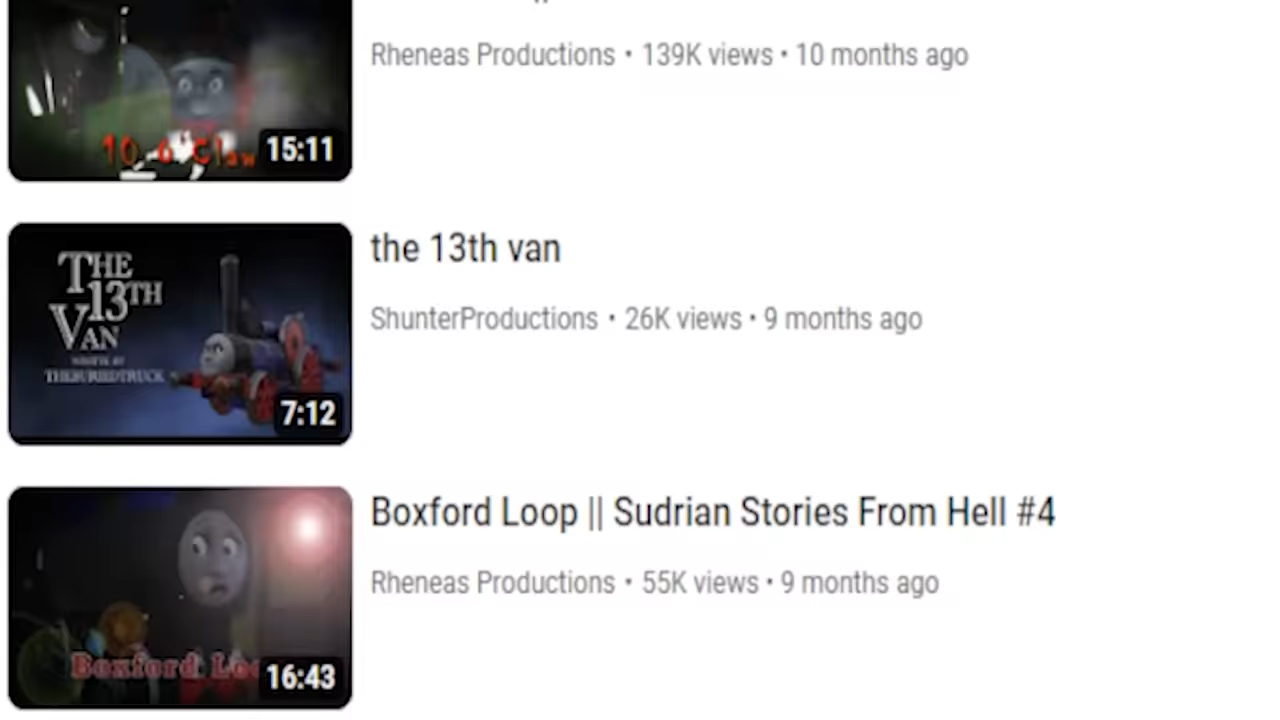 Rheneas Productions • 139K views • 10 months ago
15:11
THE
13TH
VAN
THEBURIEDTRUCK
7:12
the 13th van
ShunterProductions • 26K views • 9 months ago
Boxford Loop || Sudrian Stories From Hell #4
Rheneas Productions • 55K views • 9 months ago
Boxford
16:43